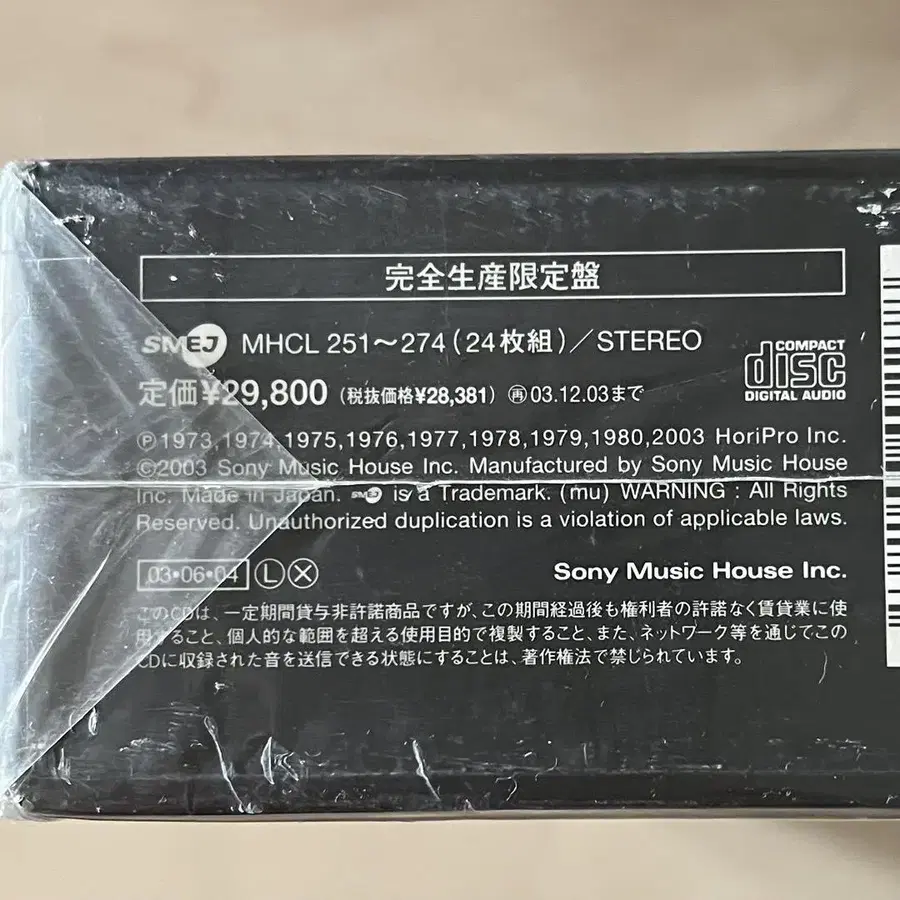 完全生産限定盤
SMEJ MHCL 251〜274(24枚組)/STEREO
COMPACT
disc
DIGITAL AUDIO
定価¥29,800(税抜価格¥28,381)㊢03.12.03まで
Ⓟ1973,1974,1975,1976,1977,1978,1979,1980,2003 HoriPro Inc.
©2003 Sony Music House Inc. Manufactured by Sony Music House
Inc. Made in Japan. SMEJ is a Trademark. (mu) WARNING : All Rights
Reserved. Unauthorized duplication is a violation of applicable laws.
03•06•04 Ⓛ Ⓧ
Sony Music House Inc.
このCDは、一定期間貸与非許諾商品ですが、この期間経過後も権利者の許諾なく賃貸業に使
用すること、個人的な範囲を超える使用目的で複製すること、また、ネットワーク等を通じてこの
CDに収録された音を送信できる状態にすることは、著作権法で禁じられています。